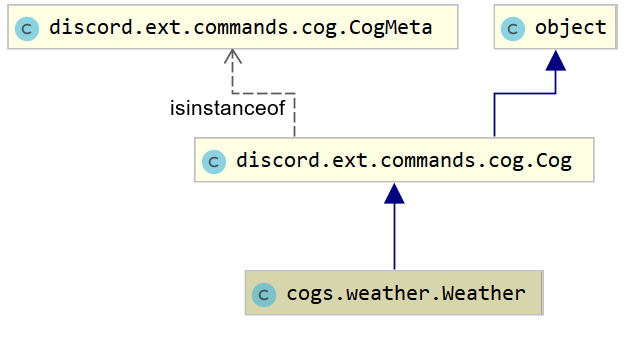 C discord.ext.commands.cog.CogMeta
C object
isinstanceof
C discord.ext.commands.cog.Cog
C cogs.weather.Weather